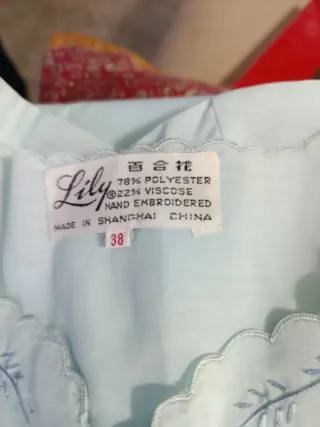 百合花
Lily 78% POLYESTER
®22% VISCOSE
HAND EMBROIDERED
MADE IN SHANGHAI CHINA
38